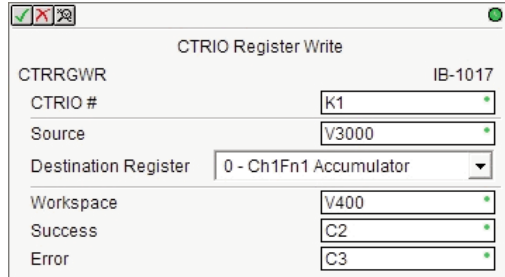 CTRIO Register Write
CTRRGWR IB-1017
CTRIO # K1
Source V3000
Destination Register 0 - Ch1Fn1 Accumulator
Workspace V400
Success C2
Error C3